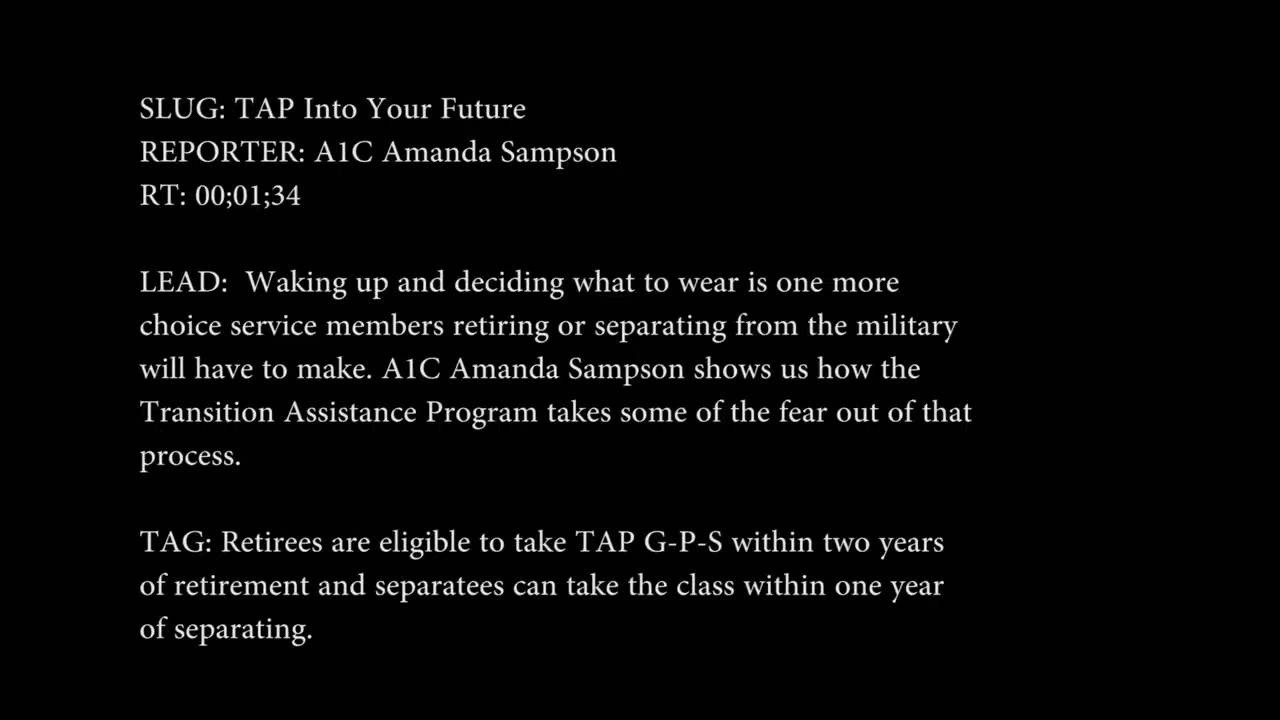 SLUG: TAP Into Your Future
REPORTER: A1C Amanda Sampson
RT: 00;01;34
LEAD:  Waking up and deciding what to wear is one more
choice service members retiring or separating from the military
will have to make. A1C Amanda Sampson shows us how the
Transition Assistance Program takes some of the fear out of that
process.
TAG: Retirees are eligible to take TAP G-P-S within two years
of retirement and separatees can take the class within one year
of separating.